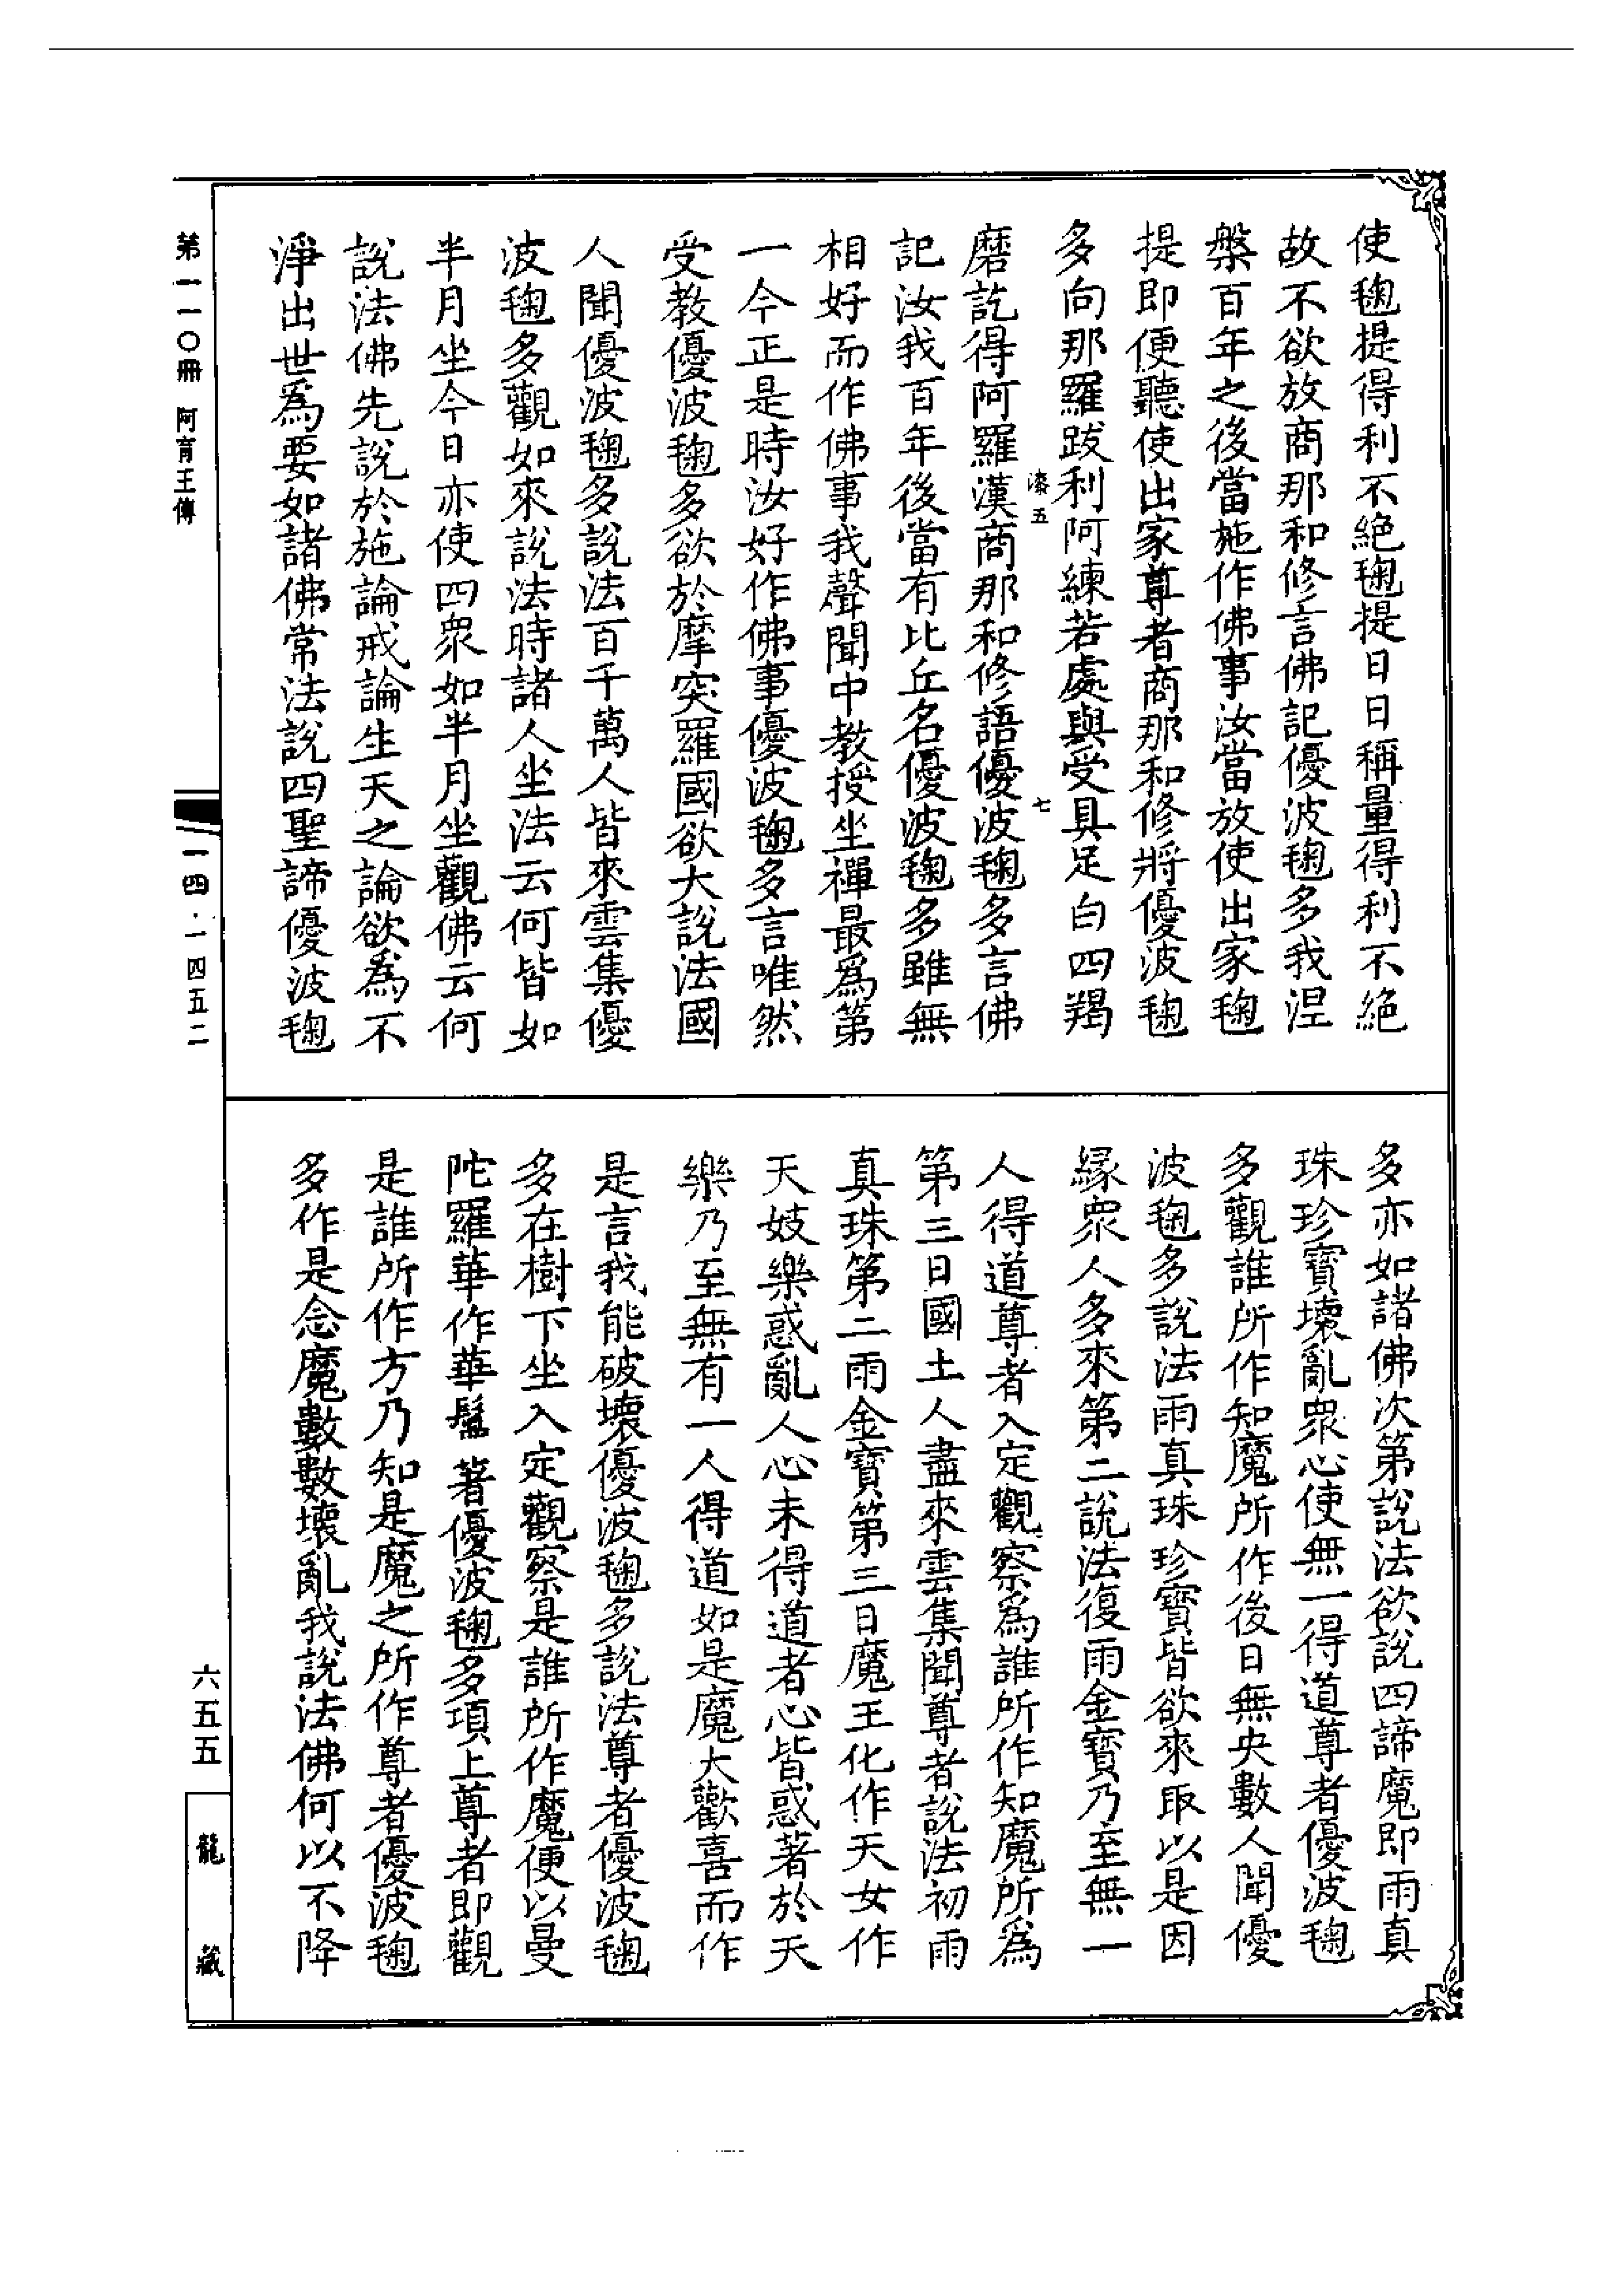 使毱提得利不絶毱提日日稱量得利不絶
故不欲放商那和修言佛記優波毱多我涅
槃百年之後當施作佛事汝當放使出家毱
提即便聽使出家尊者商那和修將優波毱
多向那羅跋利阿練若處與受具足白四羯
漆五
七
磨訖得阿羅漢商那和修語優波毱多言佛
記汝我百年後當有比丘名優波毱多雖無
相好而作佛事我聲聞中教授坐禪最爲第
一今正是時汝好作佛事優波毱多言唯然
受教優波毱多欲於摩突羅國欲大說法國
人聞優波毱多說法百千萬人皆來雲集優
波毱多觀如來說法時諸人坐法云何皆如
半月坐今日亦使四衆如半月坐觀佛云何
說法佛先說於施論戒論生天之論欲爲不
淨出世爲要如諸佛常法說四聖諦優波毱
多亦如諸佛次第說法欲說四諦魔即雨真
珠珍寶壞亂衆心使無一得道尊者優波毱
多觀誰所作知魔所作後日無央數人聞優
波毱多說法雨真珠珍寶皆欲來取以是因
緣衆人多來第二說法復雨金寶乃至無一
人得道尊者入定觀察爲誰所作知魔所爲
第三日國土人盡來雲集聞尊者說法初雨
真珠第二雨金寶第三日魔王化作天女作
天妓樂惑亂人心未得道者心皆惑著於天
樂乃至無有一人得道如是魔大歡喜而作
是言我能破壞優波毱多說法尊者優波毱
多在樹下坐入定觀察是誰所作魔便以曼
陀羅華作華鬘著優波毱多項上尊者即觀
是誰所作方乃知是魔之所作尊者優波毱
多作是念魔數數壞亂我說法佛何以不降
第一一〇冊 阿育王傳
一四·一四五二
六五五
龍藏